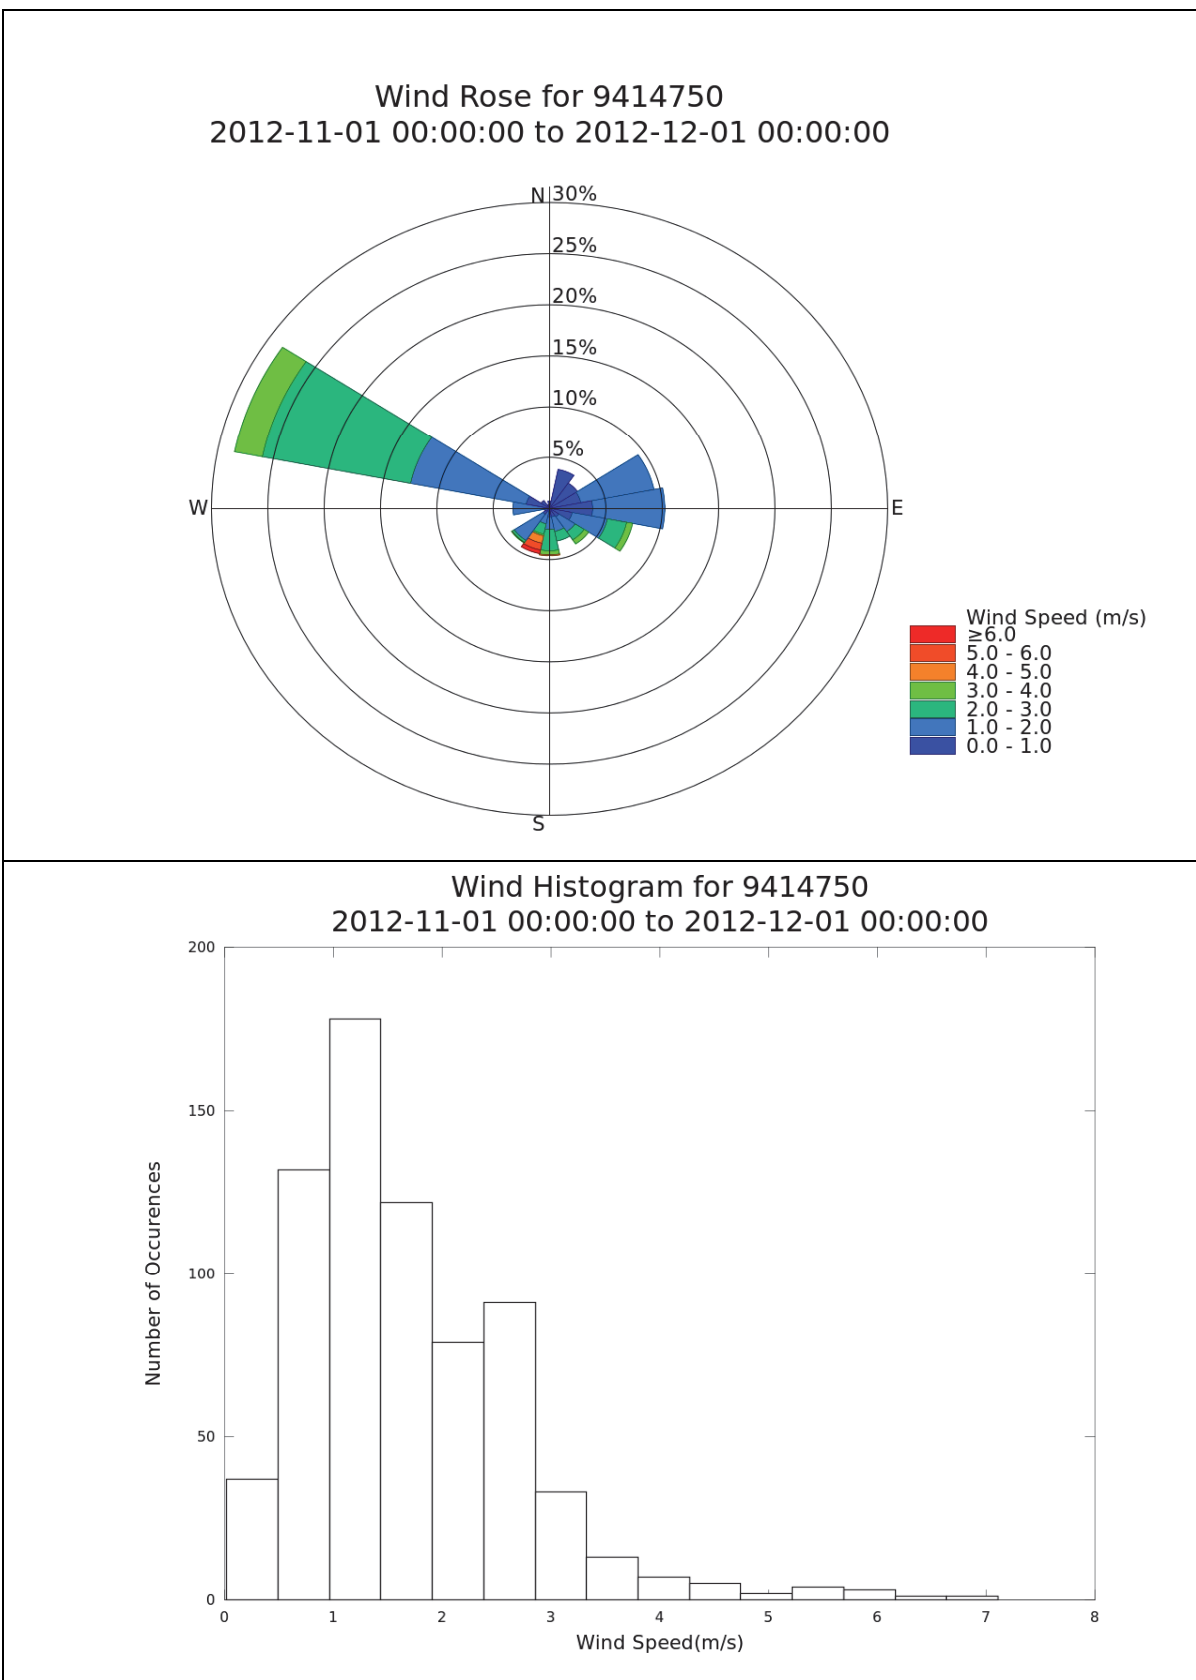 Wind Rose for 9414750
2012-11-01 00:00:00 to 2012-12-01 00:00:00
N 30%
25%
20%
15%
10%
5%
W
E
S
Wind Speed (m/s)
≥6.0
5.0 - 6.0
4.0 - 5.0
3.0 - 4.0
2.0 - 3.0
1.0 - 2.0
0.0 - 1.0
Wind Histogram for 9414750
2012-11-01 00:00:00 to 2012-12-01 00:00:00
200
150
100
50
0
Number of Occurences
0 1 2 3 4 5 6 7 8
Wind Speed(m/s)